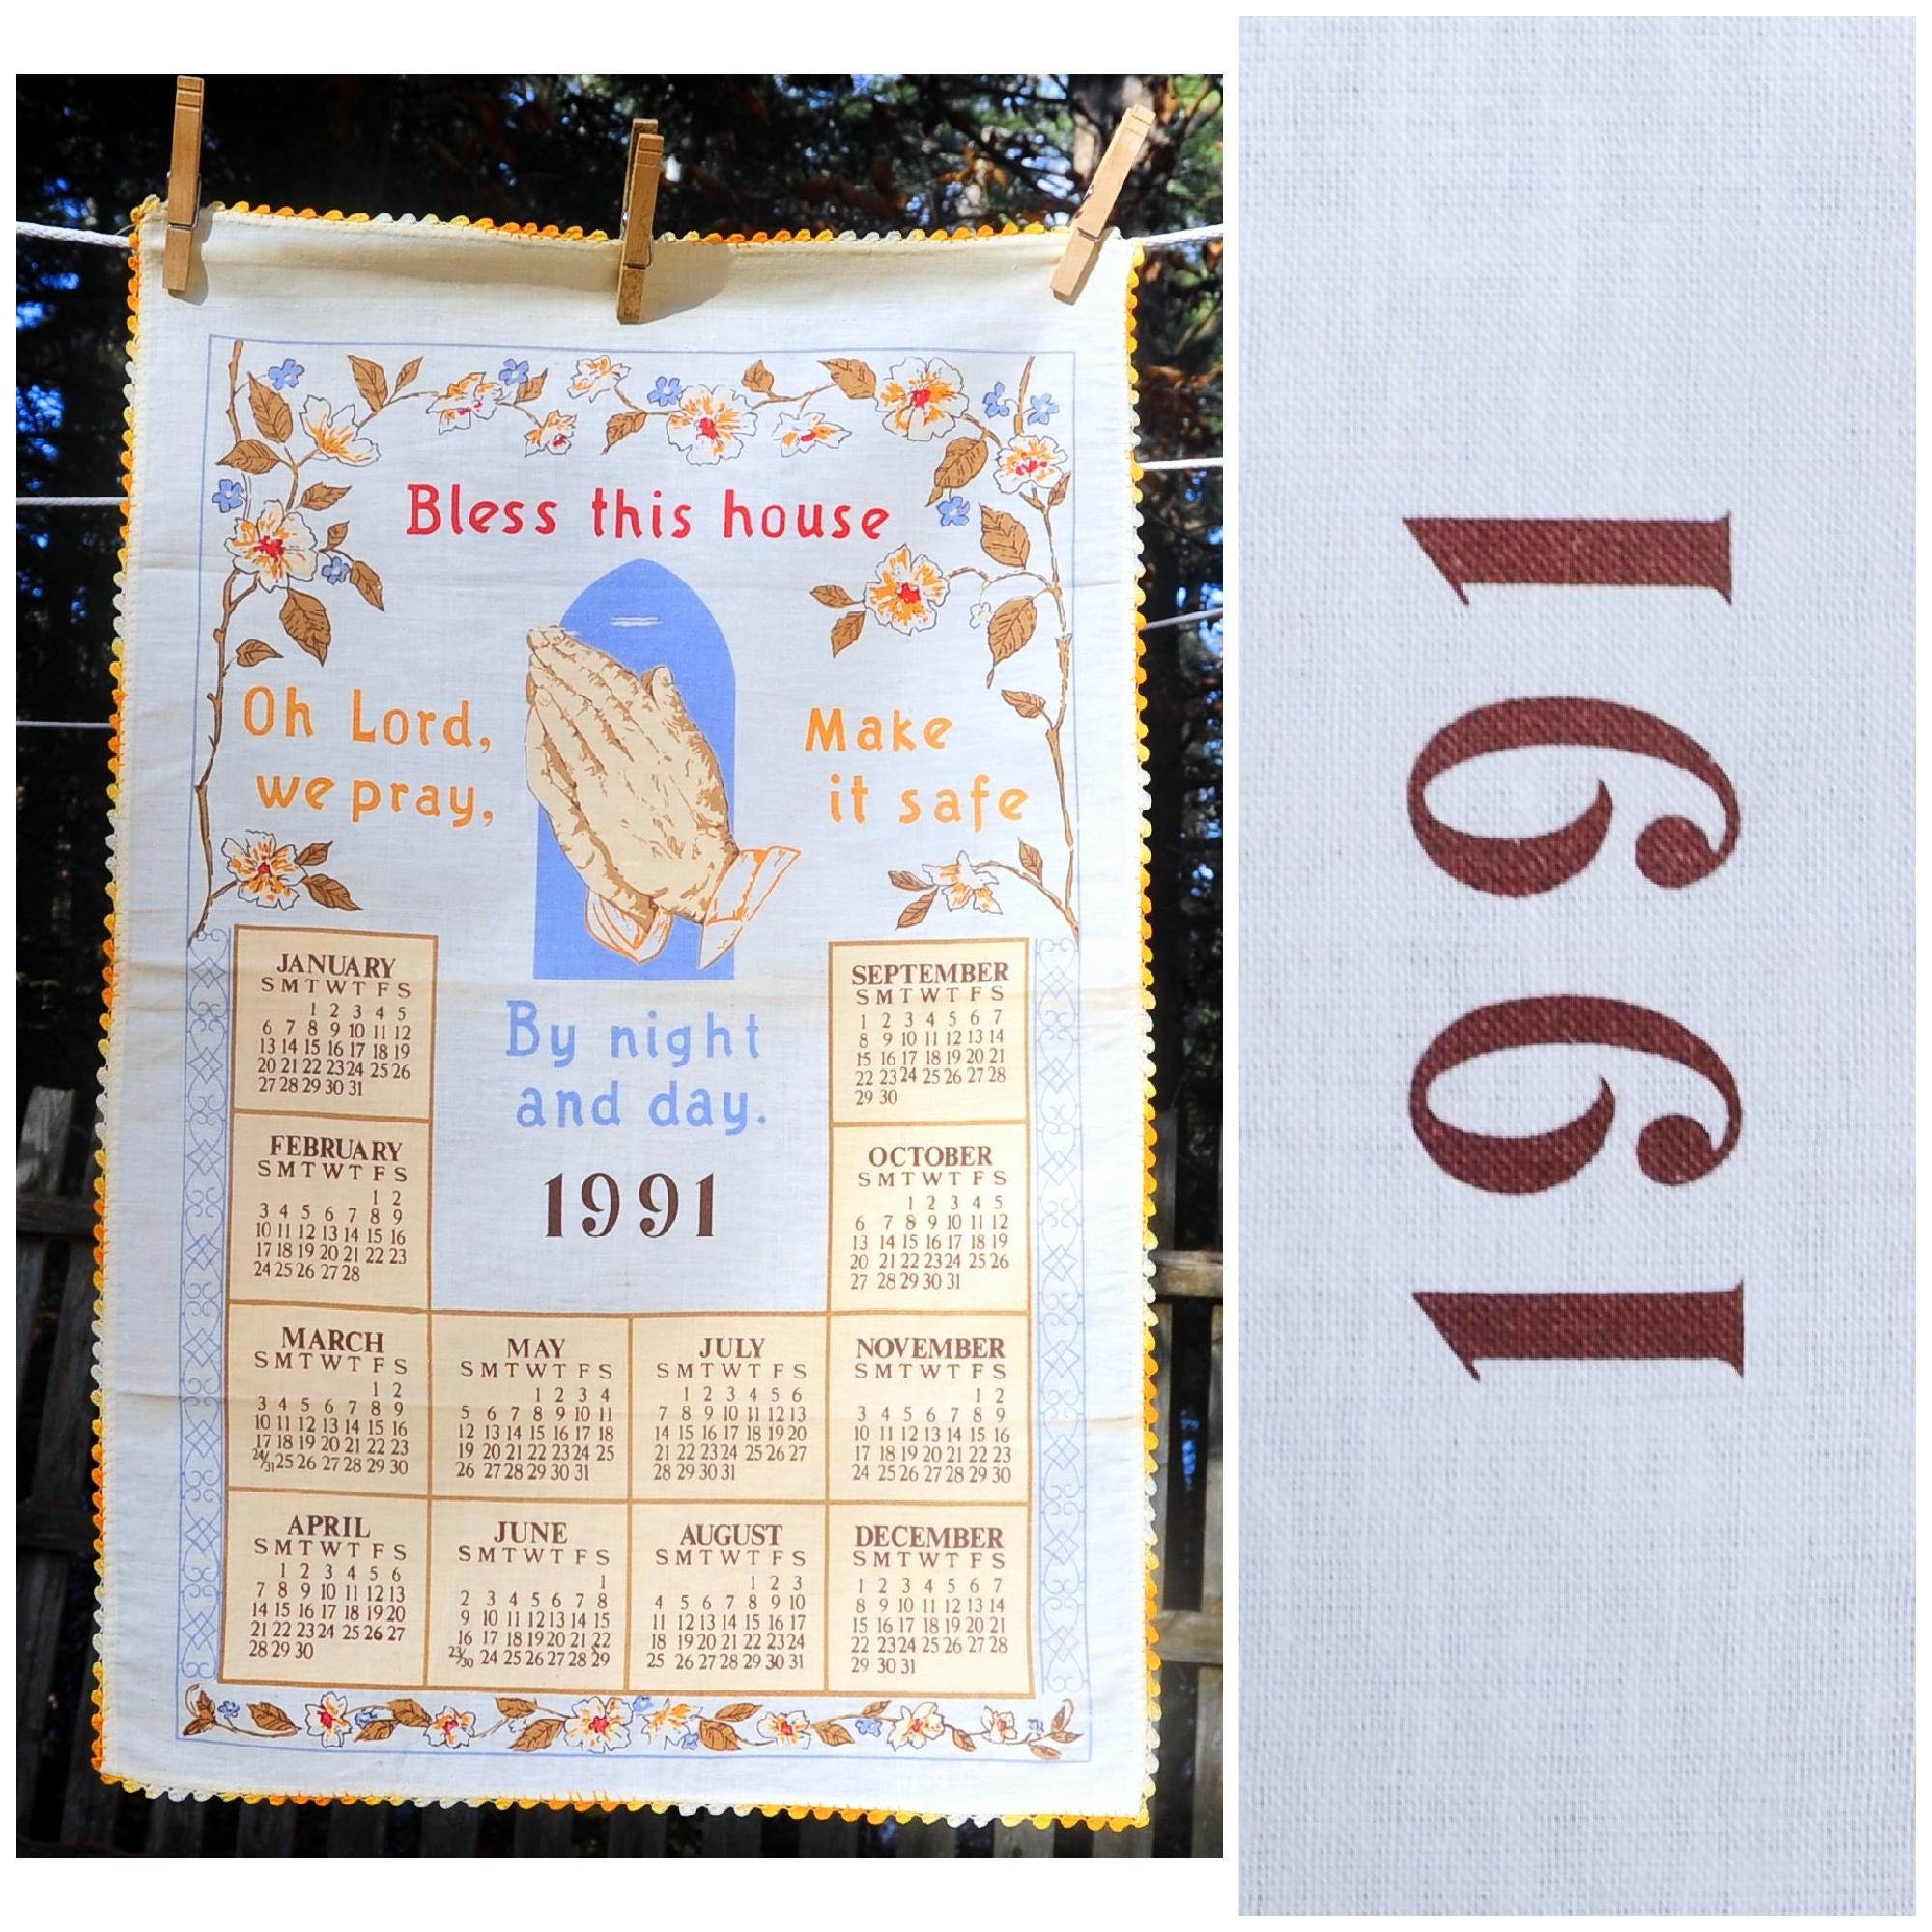 Bless this house
Oh Lord,
we pray,
Make
it safe
By night
and day.
1991
JANUARY
S M T W T F S
1 2 3 4 5
6 7 8 9 10 11 12
13 14 15 16 17 18 19
20 21 22 23 24 25 26
27 28 29 30 31
FEBRUARY
S M T W T F S
1 2
3 4 5 6 7 8 9
10 11 12 13 14 15 16
17 18 19 20 21 22 23
24 25 26 27 28
MARCH
S M T W T F S
1 2
3 4 5 6 7 8 9
10 11 12 13 14 15 16
17 18 19 20 21 22 23
24/31 25 26 27 28 29 30
APRIL
S M T W T F S
1 2 3 4 5 6
7 8 9 10 11 12 13
14 15 16 17 18 19 20
21 22 23 24 25 26 27
28 29 30
MAY
S M T W T F S
1 2 3 4
5 6 7 8 9 10 11
12 13 14 15 16 17 18
19 20 21 22 23 24 25
26 27 28 29 30 31
JUNE
S M T W T F S
1
2 3 4 5 6 7 8
9 10 11 12 13 14 15
16 17 18 19 20 21 22
23/30 24 25 26 27 28 29
JULY
S M T W T F S
1 2 3 4 5 6
7 8 9 10 11 12 13
14 15 16 17 18 19 20
21 22 23 24 25 26 27
28 29 30 31
AUGUST
S M T W T F S
1 2 3
4 5 6 7 8 9 10
11 12 13 14 15 16 17
18 19 20 21 22 23 24
25 26 27 28 29 30 31
SEPTEMBER
S M T W T F S
1 2 3 4 5 6 7
8 9 10 11 12 13 14
15 16 17 18 19 20 21
22 23 24 25 26 27 28
29 30
OCTOBER
S M T W T F S
1 2 3 4 5
6 7 8 9 10 11 12
13 14 15 16 17 18 19
20 21 22 23 24 25 26
27 28 29 30 31
NOVEMBER
S M T W T F S
1 2
3 4 5 6 7 8 9
10 11 12 13 14 15 16
17 18 19 20 21 22 23
24 25 26 27 28 29 30
DECEMBER
S M T W T F S
1 2 3 4 5 6 7
8 9 10 11 12 13 14
15 16 17 18 19 20 21
22 23 24 25 26 27 28
29 30 31
1991